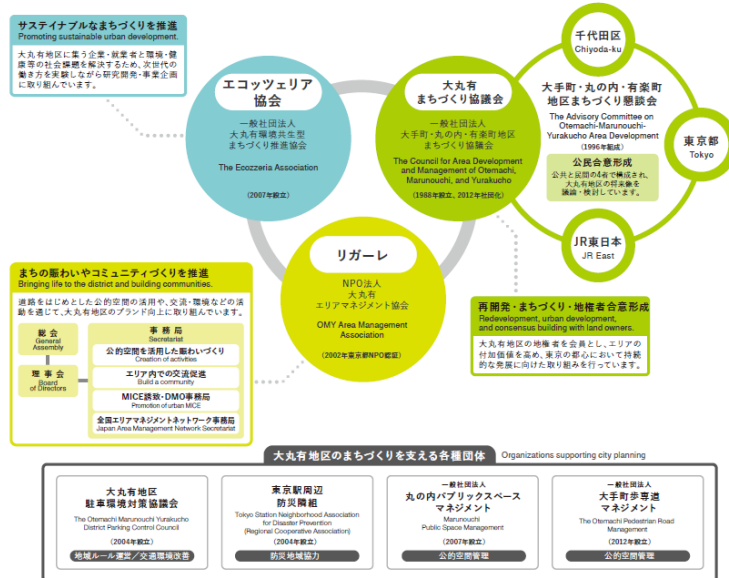 サステイナブルなまちづくりを推進
Promoting sustainable urban development.
大丸有地区に集う企業・就業者と環境・健
康等の社会課題を解決するため、次世代の
働き方を実験しながら研究開発・事業企画
に取り組んでいます。
エコッツェリア
協会
一般社団法人
大丸有環境共生型
まちづくり推進協会
The Ecozzeria Association
(2007年設立)
大丸有
まちづくり協議会
一般社団法人
大手町・丸の内・有楽町地区
まちづくり協議会
The Council for Area Development
and Management of Otemachi,
Marunouchi, and Yurakucho
(1988年設立、2012年社団化)
千代田区
Chiyoda-ku
大手町・丸の内・有楽町
地区まちづくり懇談会
The Advisory Committee on
Otemachi-Marunouchi-
Yurakucho Area Development
(1996年組成)
公民合意形成
公共と民間の4者で構成され、
大丸有地区の将来像を
議論・検討しています。
東京都
Tokyo
JR東日本
JR East
リガーレ
NPO法人
大丸有
エリアマネジメント協会
OMY Area Management
Association
(2002年東京都NPO認証)
まちの賑わいやコミュニティづくりを推進
Bringing life to the district and building communities.
道路をはじめとした公的空間の活用や、交流・環境などの活
動を通じて、大丸有地区のブランド向上に取り組んでいます。
総会
General
Assembly
理事会
Board
of Directors
事務局
Secretariat
公的空間を活用した賑わいづくり
Creation of activities
エリア内での交流促進
Build a community
MICE誘致・DMO事務局
Promotion of urban MICE
全国エリアマネジメントネットワーク事務局
Japan Area Management Network Secretariat
再開発・まちづくり・地権者合意形成
Redevelopment, urban development,
and consensus building with land owners.
大丸有地区の地権者を会員とし、エリアの
付加価値を高め、東京の都心において持続
的な発展に向けた取り組みを行っています。
大丸有地区のまちづくりを支える各種団体 Organizations supporting city planning
大丸有地区
駐車環境対策協議会
The Otemachi Marunouchi Yurakucho
District Parking Control Council
(2004年設立)
地域ルール運営／交通環境改善
東京駅周辺
防災隣組
Tokyo Station Neighborhood Association
for Disaster Prevention
(Regional Cooperative Association)
(2004年設立)
防災地域協力
一般社団法人
丸の内パブリックスペース
マネジメント
Marunouchi
Public Space Management
(2007年設立)
公的空間管理
一般社団法人
大手町歩専道
マネジメント
The Otemachi Pedestrian Road
Management
(2012年設立)
公的空間管理